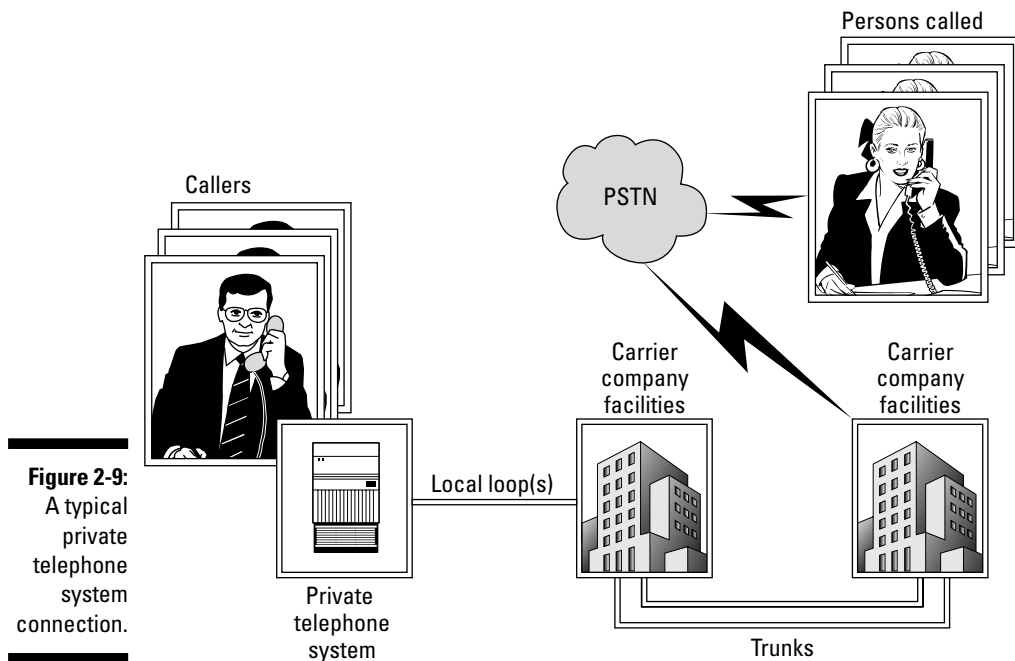 Persons called
Callers
PSTN
Carrier
company
facilities
Carrier
company
facilities
Local loop(s)
Figure 2-9:
A typical
private
telephone
system
connection.
Private
telephone
system
Trunks